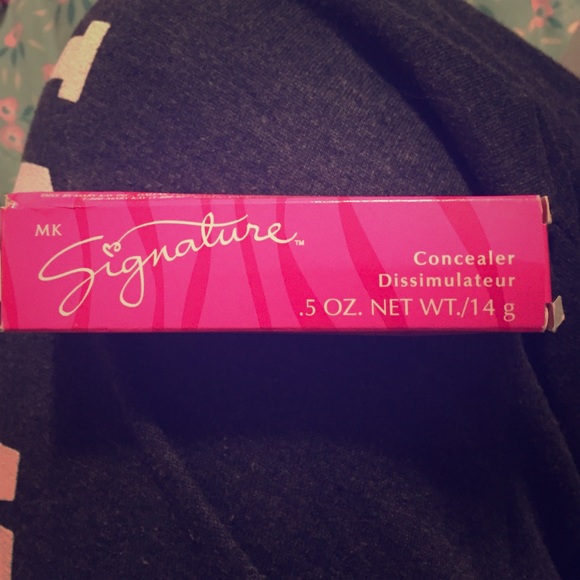 MK
Signature™
Concealer
Dissimulateur
.5 OZ. NET WT./14 g